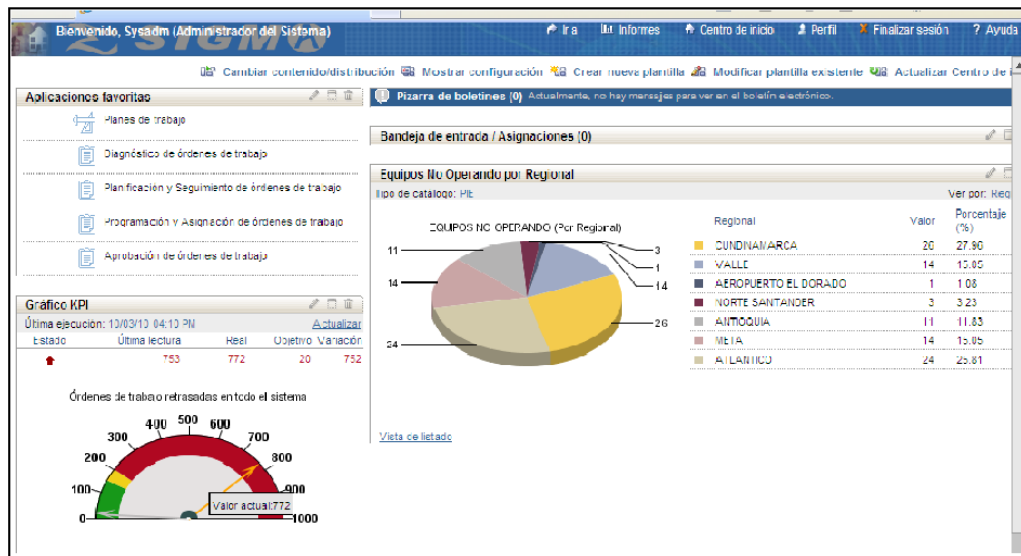 Bienvenido, Sysadm (Administrador del Sistema)
SIGMA
Ir a Informes Centro de inicio Perfil Finalizar sesión ? Ayuda
Cambiar contenido/distribución Mostrar configuración Crear nueva plantilla Modificar plantilla existente Actualizar Centro de i
Aplicaciones favoritas
Planes de trabajo
Diagnóstico de órdenes de trabajo
Planificación y Seguimiento de órdenes de trabajo
Programación y Asignación de órdenes de trabajo
Aprobación de órdenes de trabajo
Gráfico KPI
Última ejecución: 10/03/10 04:10 PM Actualizar
Estado Última lectura Real Objetivo Variación
753 772 20 752
Órdenes de trabajo retrasadas en todo el sistema
0 100 200 300 400 500 600 700 800 900 1000
Valor actual:772
Pizarra de boletines (0) Actualmente, no hay mensajes para ver en el boletín electrónico.
Bandeja de entrada / Asignaciones (0)
Equipos No Operando por Regional
Tipo de catálogo: PIE Ver por: Reg
EQUIPOS NO OPERANDO (Por Regional)
11
14
24
3
1
14
26
Regional Valor Porcentaje (%)
CUNDINAMARCA 26 27.96
VALLE 14 15.05
AEROPUERTO EL DORADO 1 1.08
NORTE SANTANDER 3 3.23
ANTIOQUIA 11 11.83
META 14 15.05
ATLANTICO 24 25.81
Vista de listado